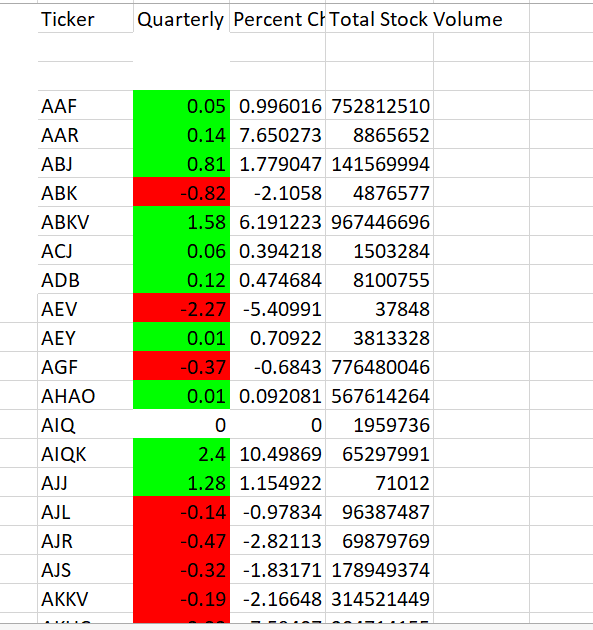 Ticker Quarterly Percent Ch Total Stock Volume
AAF 0.05 0.996016 752812510
AAR 0.14 7.650273 8865652
ABJ 0.81 1.779047 141569994
ABK -0.82 -2.1058 4876577
ABKV 1.58 6.191223 967446696
ACJ 0.06 0.394218 1503284
ADB 0.12 0.474684 8100755
AEV -2.27 -5.40991 37848
AEY 0.01 0.70922 3813328
AGF -0.37 -0.6843 776480046
AHAO 0.01 0.092081 567614264
AIQ 0 0 1959736
AIQK 2.4 10.49869 65297991
AJJ 1.28 1.154922 71012
AJL -0.14 -0.97834 96387487
AJR -0.47 -2.82113 69879769
AJS -0.32 -1.83171 178949374
AKKV -0.19 -2.16648 314521449